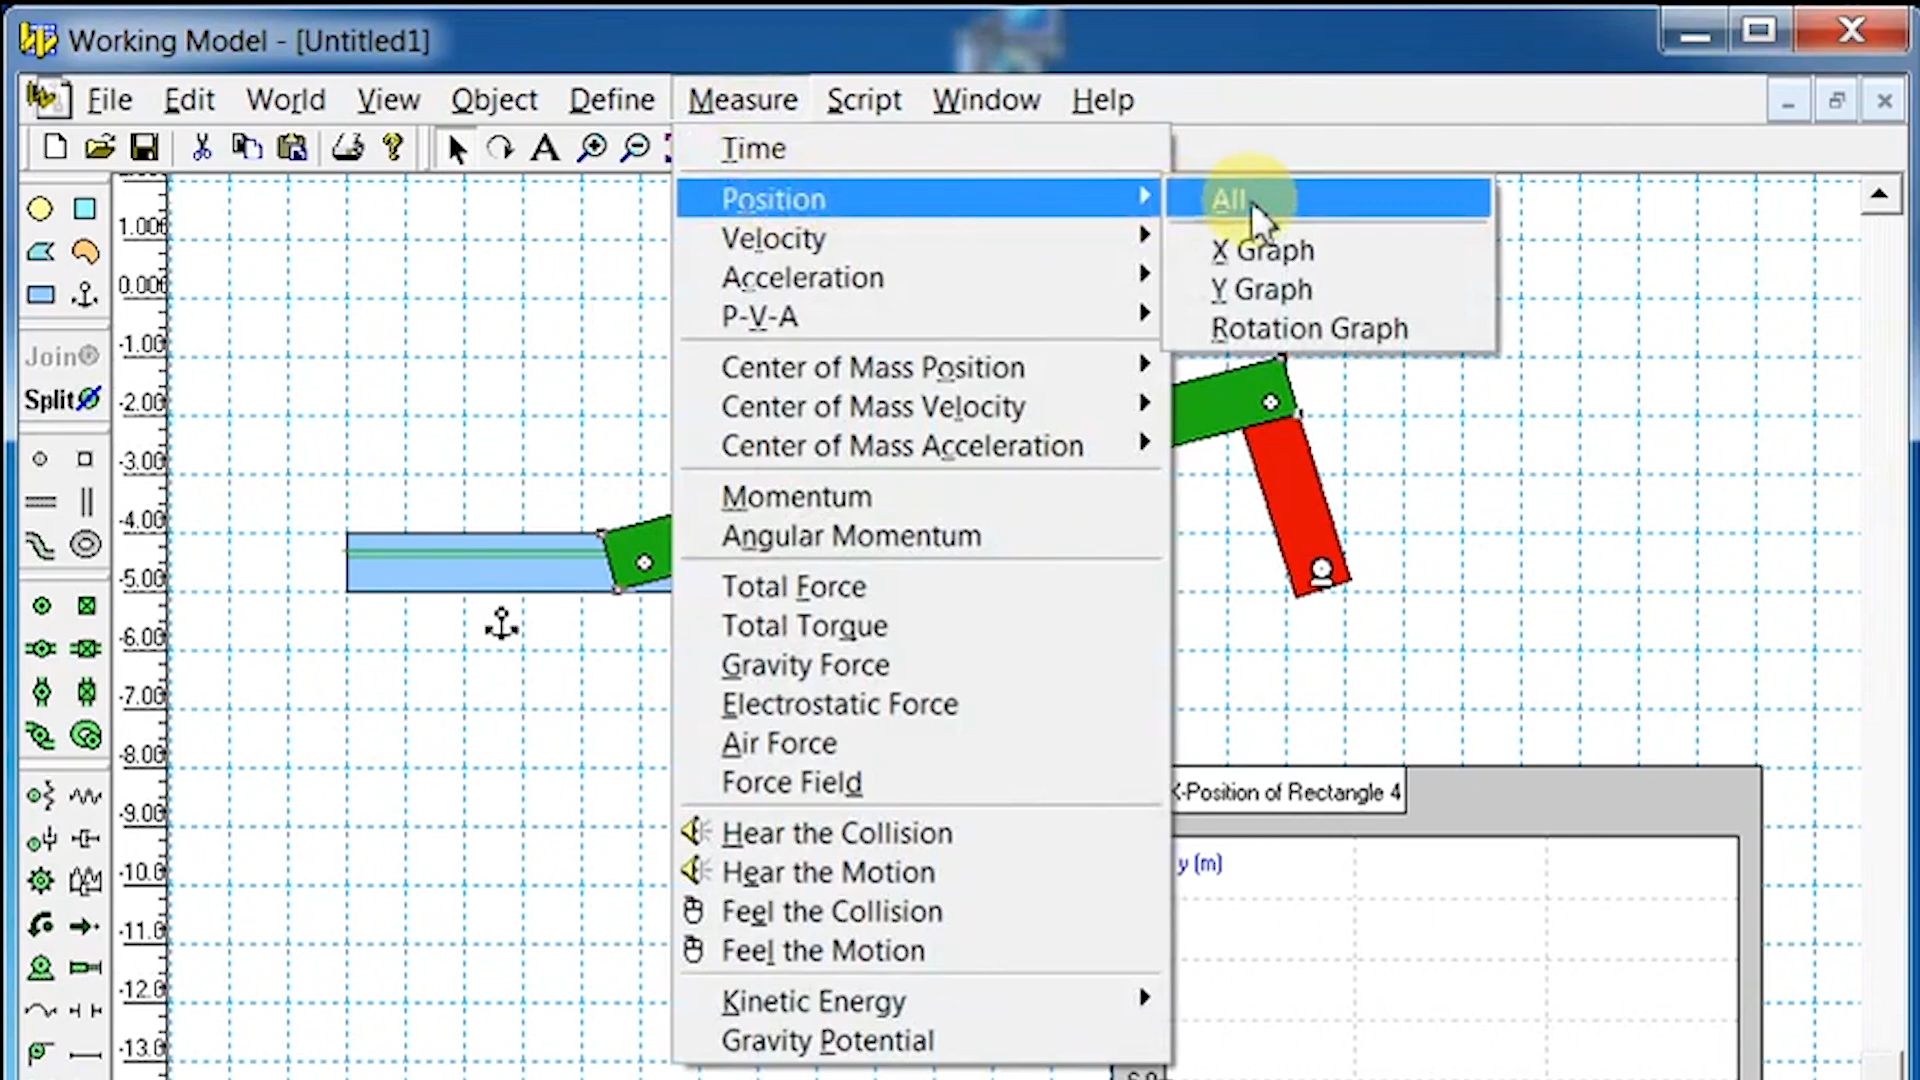 Working Model - [Untitled1]
File Edit World View Object Define Measure Script Window Help
A
Time
Position
Velocity
Acceleration
P-V-A
Center of Mass Position
Center of Mass Velocity
Center of Mass Acceleration
Momentum
Angular Momentum
Total Force
Total Torque
Gravity Force
Electrostatic Force
Air Force
Force Field
Hear the Collision
Hear the Motion
Feel the Collision
Feel the Motion
Kinetic Energy
Gravity Potential
All
X Graph
Y Graph
Rotation Graph
Join
Split
1.000
0.000
-1.00
-2.00
-3.00
-4.00
-5.00
-6.00
-7.00
-8.00
-9.00
-10.0
-11.0
-12.0
-13.0
X-Position of Rectangle 4
y (m)